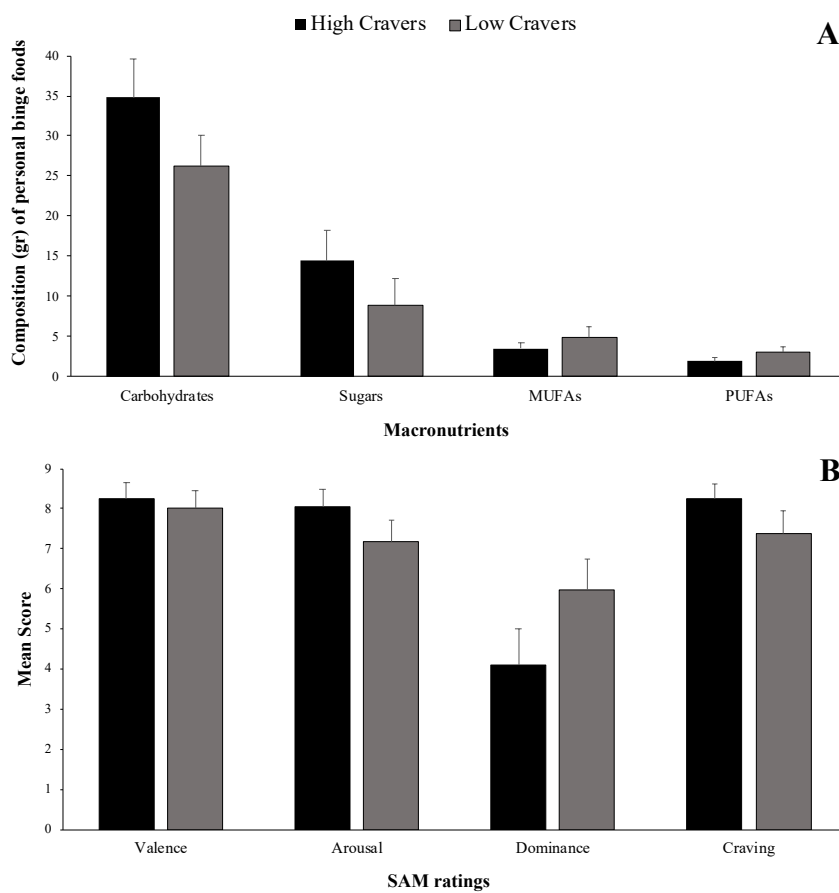 High Cravers Low Cravers
A
Composition (gr) of personal binge foods
40
35
30
25
20
15
10
5
0
Carbohydrates Sugars MUFAs PUFAs
Macronutrients
B
Mean Score
9
8
7
6
5
4
3
2
1
0
Valence Arousal Dominance Craving
SAM ratings